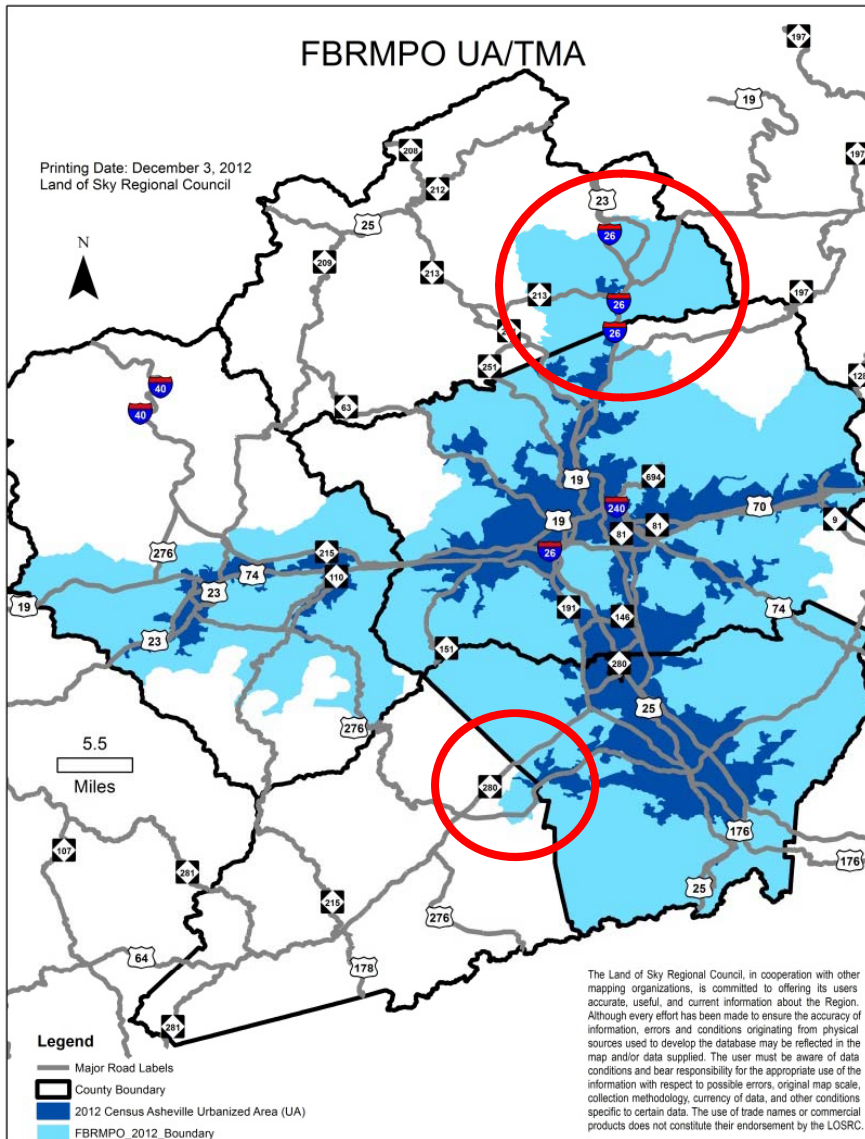 FBRMPO UA/TMA
197
19
Printing Date: December 3, 2012
Land of Sky Regional Council
208
197
212
23
25
26
N
209
213
213
197
26
26
251
128
40
40
63
19
694
240
70
19
81
81
9
276
215
26
74
110
23
19
191
146
74
23
151
280
25
276
5.5
Miles
280
176
107
281
176
25
215
276
64
178
281
The Land of Sky Regional Council, in cooperation with other
mapping organizations, is committed to offering its users
accurate, useful, and current information about the Region.
Although every effort has been made to ensure the accuracy of
information, errors and conditions originating from physical
sources used to develop the database may be reflected in the
map and/or data supplied. The user must be aware of data
conditions and bear responsibility for the appropriate use of the
information with respect to possible errors, original map scale,
collection methodology, currency of data, and other conditions
specific to certain data. The use of trade names or commercial
products does not constitute their endorsement by the LOSRC.
Legend
Major Road Labels
County Boundary
2012 Census Asheville Urbanized Area (UA)
FBRMPO_2012_Boundary